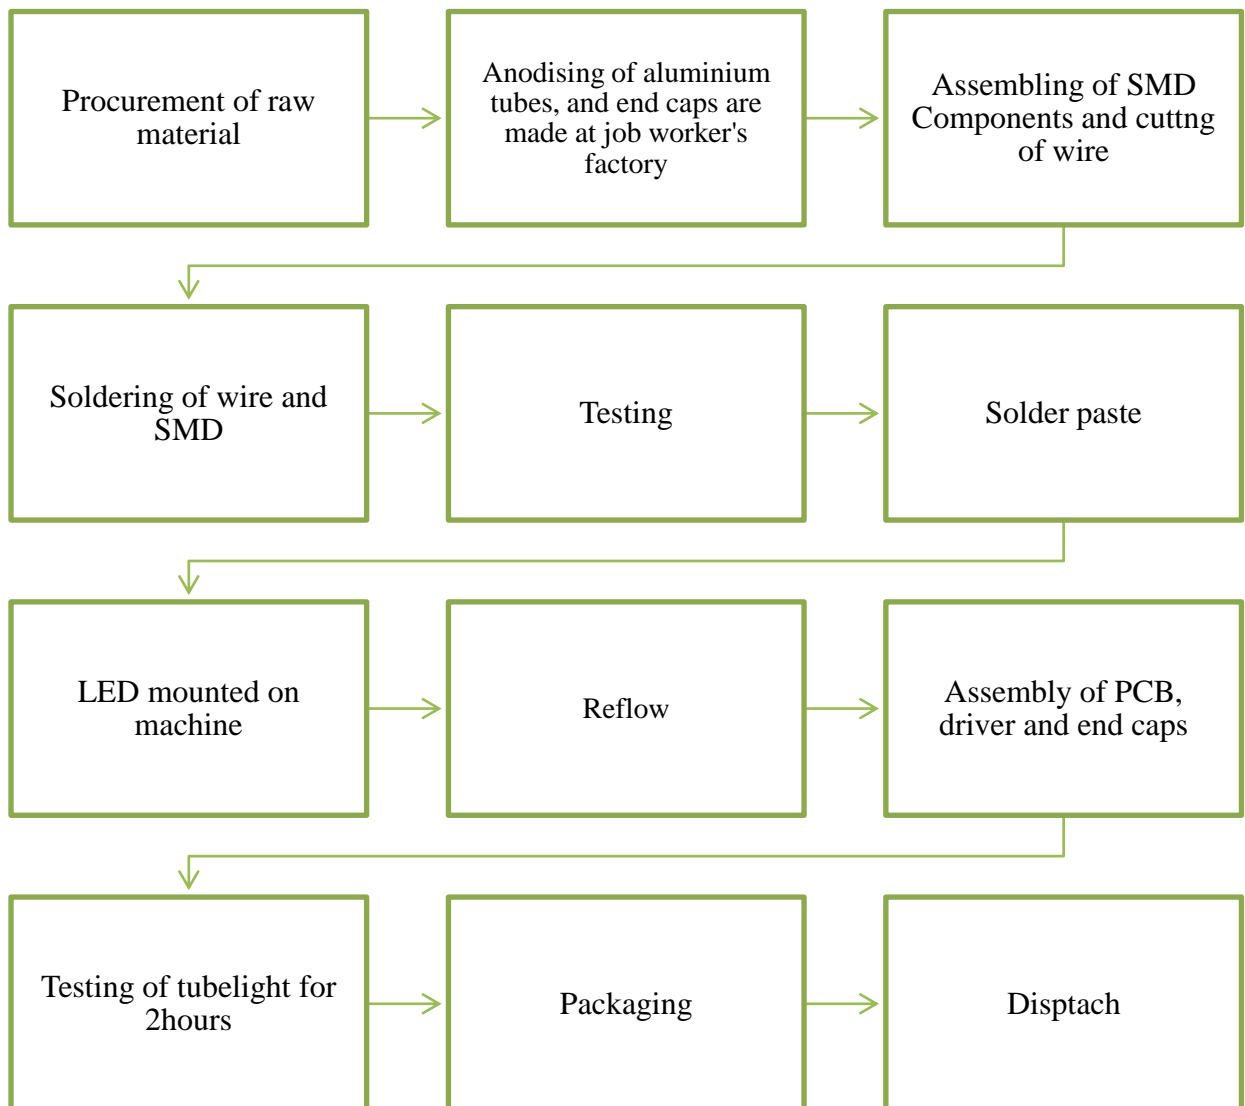 Procurement of raw
material
Anodising of aluminium
tubes, and end caps are
made at job worker's
factory
Assembling of SMD
Components and cuttng
of wire
Soldering of wire and
SMD
Testing
Solder paste
LED mounted on
machine
Reflow
Assembly of PCB,
driver and end caps
Testing of tubelight for
2hours
Packaging
Disptach